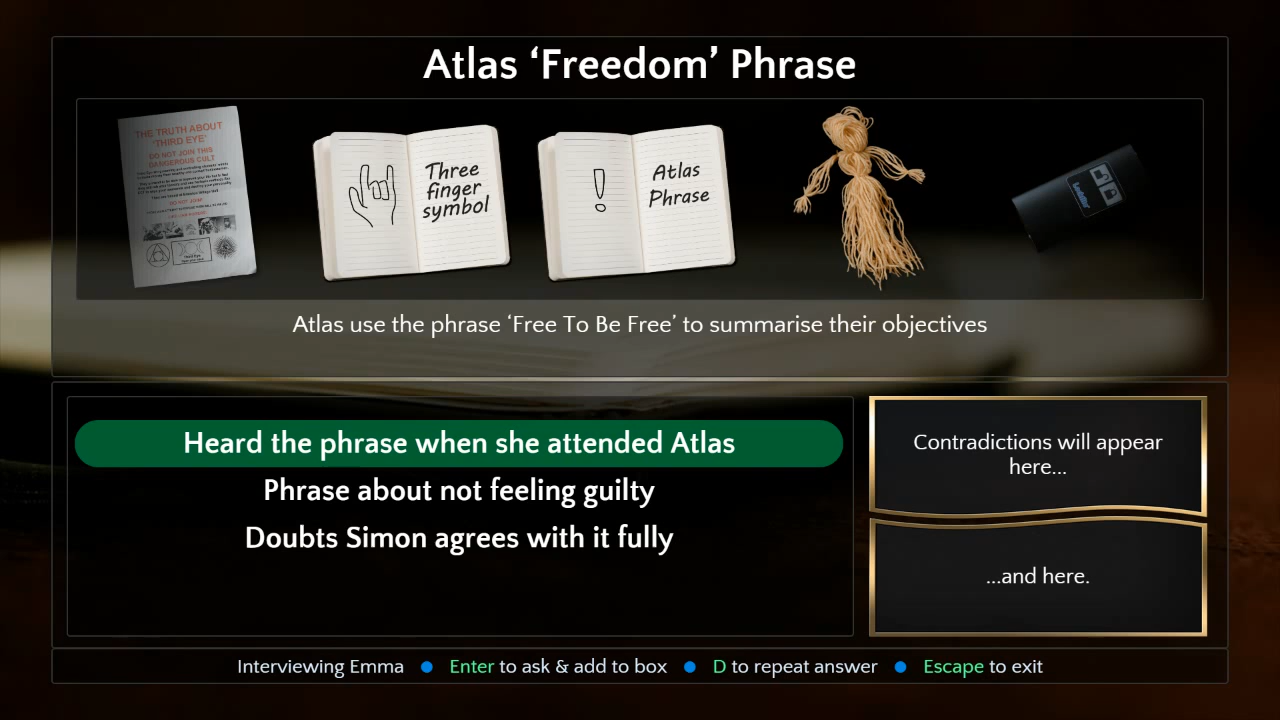 Atlas ‘Freedom’ Phrase
THE 'TRUTH ABOUT
'THIRD EYE'
DO NOT JOIN THIS
DANGEROUS CULT
Three
finger
symbol
!
Atlas
Phrase
Atlas use the phrase ‘Free To Be Free’ to summarise their objectives
Heard the phrase when she attended Atlas
Phrase about not feeling guilty
Doubts Simon agrees with it fully
Contradictions will appear
here...
...and here.
Interviewing Emma ● Enter to ask & add to box ● D to repeat answer ● Escape to exit